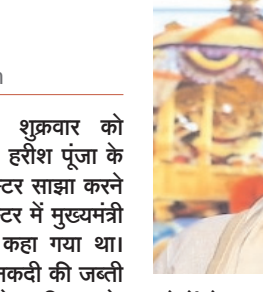 शुक्रवार को
हरीश पूंजा के
स्टर साझा करने
स्टर में मुख्यमंत्री
कहा गया था।
नकदी की जब्ती